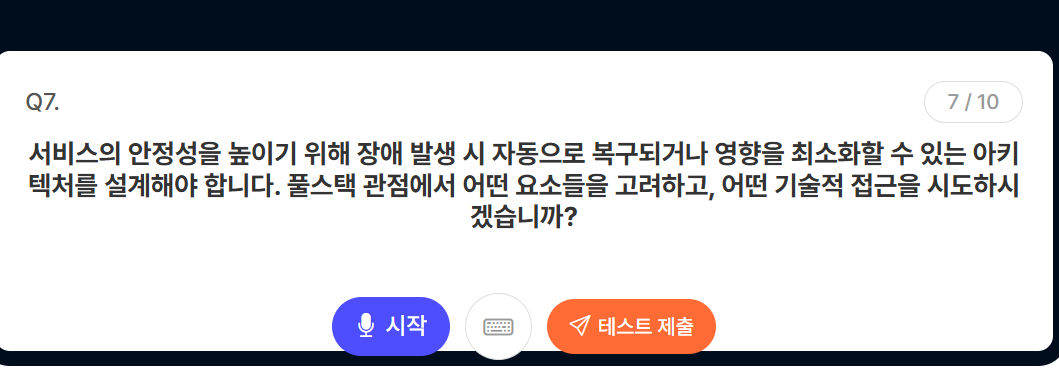 Q7.
7 / 10
서비스의 안정성을 높이기 위해 장애 발생 시 자동으로 복구되거나 영향을 최소화할 수 있는 아키
텍처를 설계해야 합니다. 풀스택 관점에서 어떤 요소들을 고려하고, 어떤 기술적 접근을 시도하시
겠습니까?
시작
테스트 제출